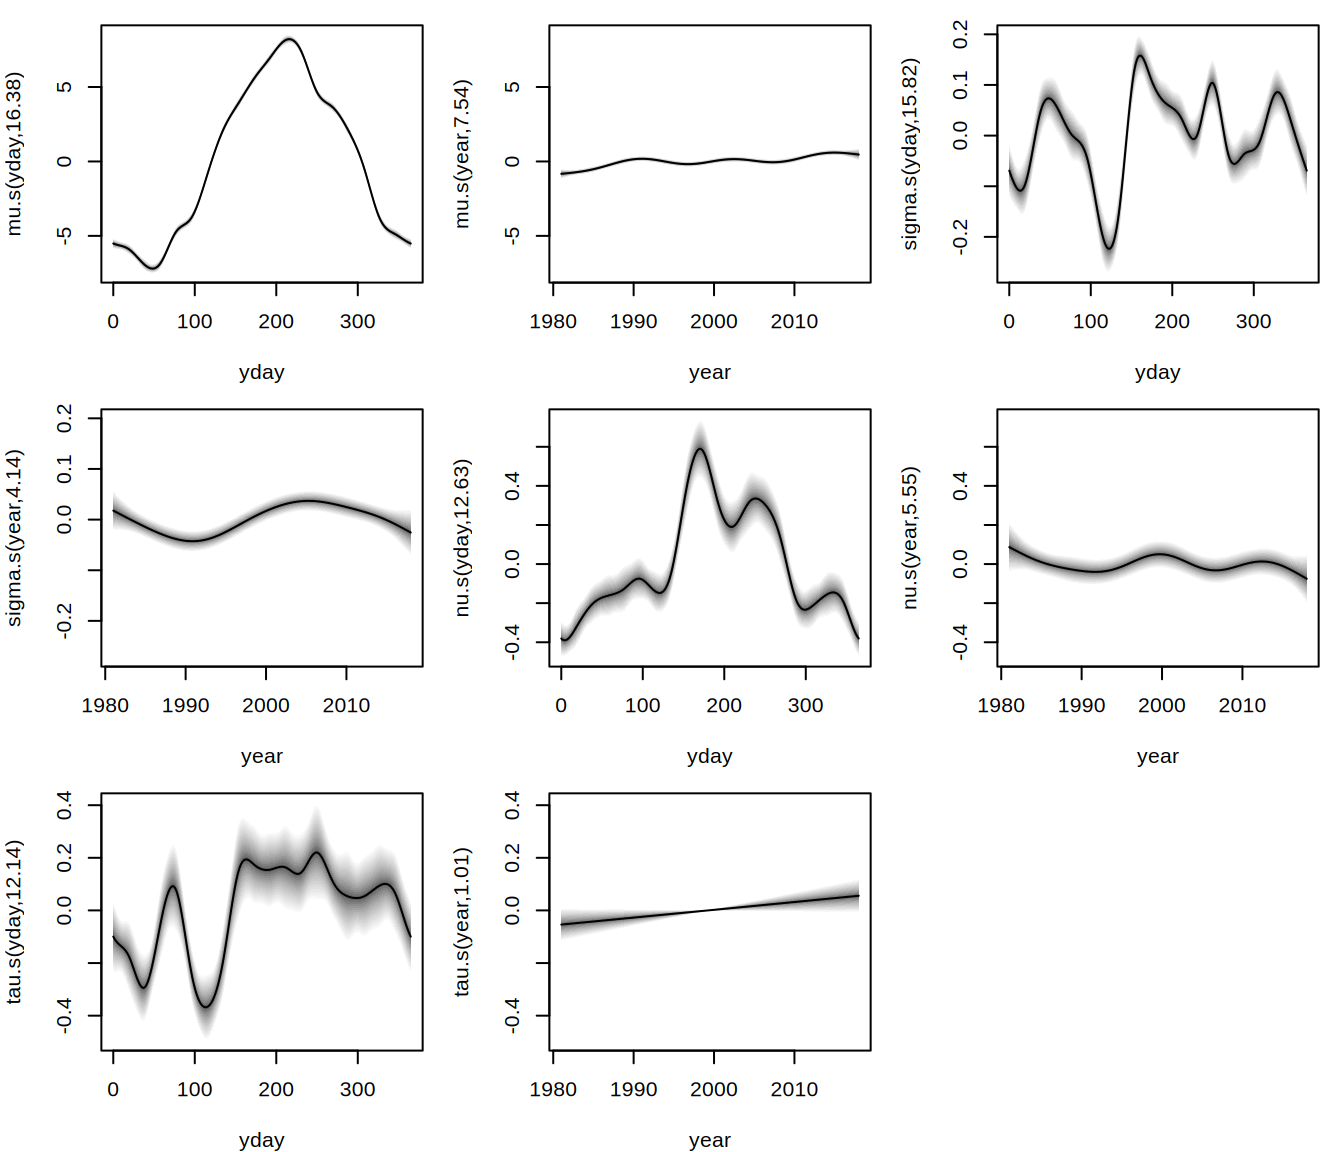 mu.s(yday,16.38)
5
0
-5
0 100 200 300
yday
mu.s(year,7.54)
5
0
-5
1980 1990 2000 2010
year
sigma.s(yday,15.82)
0.2
0.1
0.0
-0.2
0 100 200 300
yday
sigma.s(year,4.14)
0.2
0.1
0.0
-0.2
1980 1990 2000 2010
year
nu.s(yday,12.63)
0.4
0.0
-0.4
0 100 200 300
yday
nu.s(year,5.55)
0.4
0.0
-0.4
1980 1990 2000 2010
year
tau.s(yday,12.14)
0.4
0.2
0.0
-0.4
0 100 200 300
yday
tau.s(year,1.01)
0.4
0.2
0.0
-0.4
1980 1990 2000 2010
year